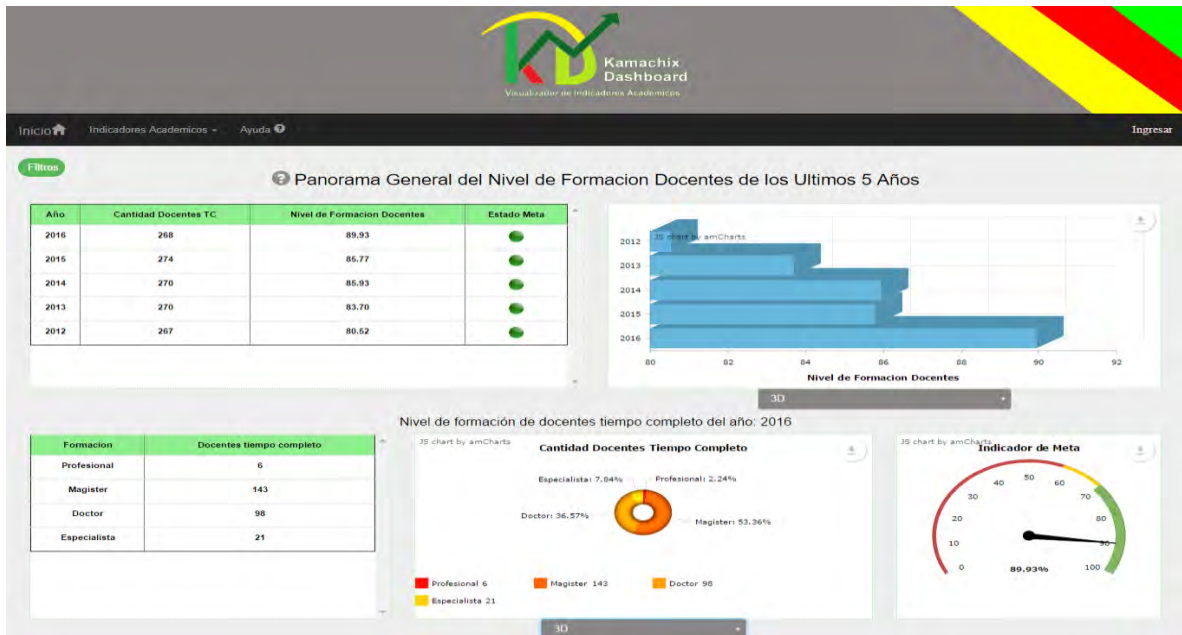 Kamachix
Dashboard
Visualizador de Indicadores Academicos
Inicio Indicadores Academicos Ayuda Ingresar
Filtros
Panorama General del Nivel de Formacion Docentes de los Ultimos 5 Años
Año Cantidad Docentes TC Nivel de Formacion Docentes Estado Meta
2016 268 89.93
2015 274 85.77
2014 270 85.93
2013 270 83.70
2012 267 80.52
JS chart by amCharts
2012
2013
2014
2015
2016
80 82 84 86 88 90 92
Nivel de Formacion Docentes
3D
Nivel de formación de docentes tiempo completo del año: 2016
Formacion Docentes tiempo completo
Profesional 6
Magister 143
Doctor 98
Especialista 21
JS chart by amCharts
Cantidad Docentes Tiempo Completo
Especialista: 7.84% Profesional: 2.24%
Doctor: 36.57% Magister: 53.36%
Profesional 6 Magister 143 Doctor 98
Especialista 21
3D
JS chart by amCharts
Indicador de Meta
0 10 20 30 40 50 60 70 80 90 100
89.93%